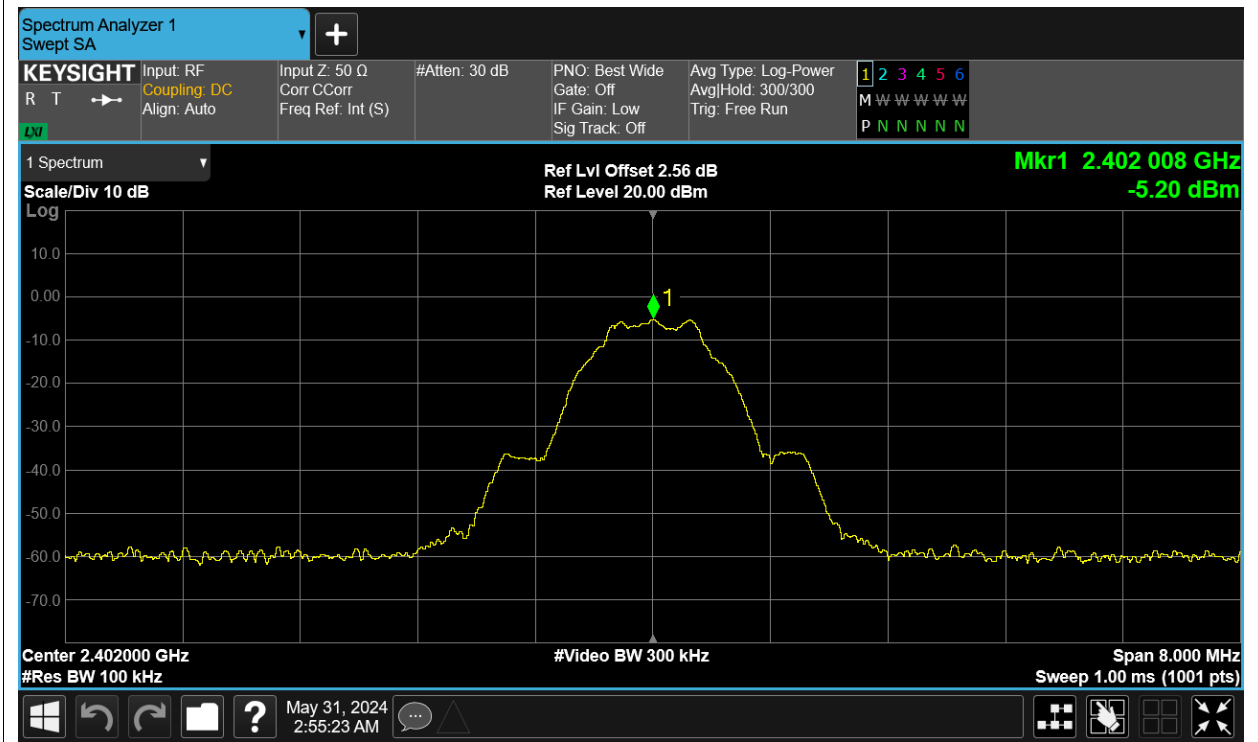 Spectrum Analyzer 1
Swept SA
+
KEYSIGHT
R T
LXI
Input: RF
Coupling: DC
Align: Auto
Input Z: 50 Ω
Corr CCorr
Freq Ref: Int (S)
#Atten: 30 dB
PNO: Best Wide
Gate: Off
IF Gain: Low
Sig Track: Off
Avg Type: Log-Power
Avg|Hold: 300/300
Trig: Free Run
1 2 3 4 5 6
M W W W W W
P N N N N N
1 Spectrum
Scale/Div 10 dB
Log
Ref Lvl Offset 2.56 dB
Ref Level 20.00 dBm
Mkr1 2.402 008 GHz
-5.20 dBm
10.0
0.00
-10.0
-20.0
-30.0
-40.0
-50.0
-60.0
-70.0
1
Center 2.402000 GHz
#Res BW 100 kHz
#Video BW 300 kHz
Span 8.000 MHz
Sweep 1.00 ms (1001 pts)
?
May 31, 2024
2:55:23 AM